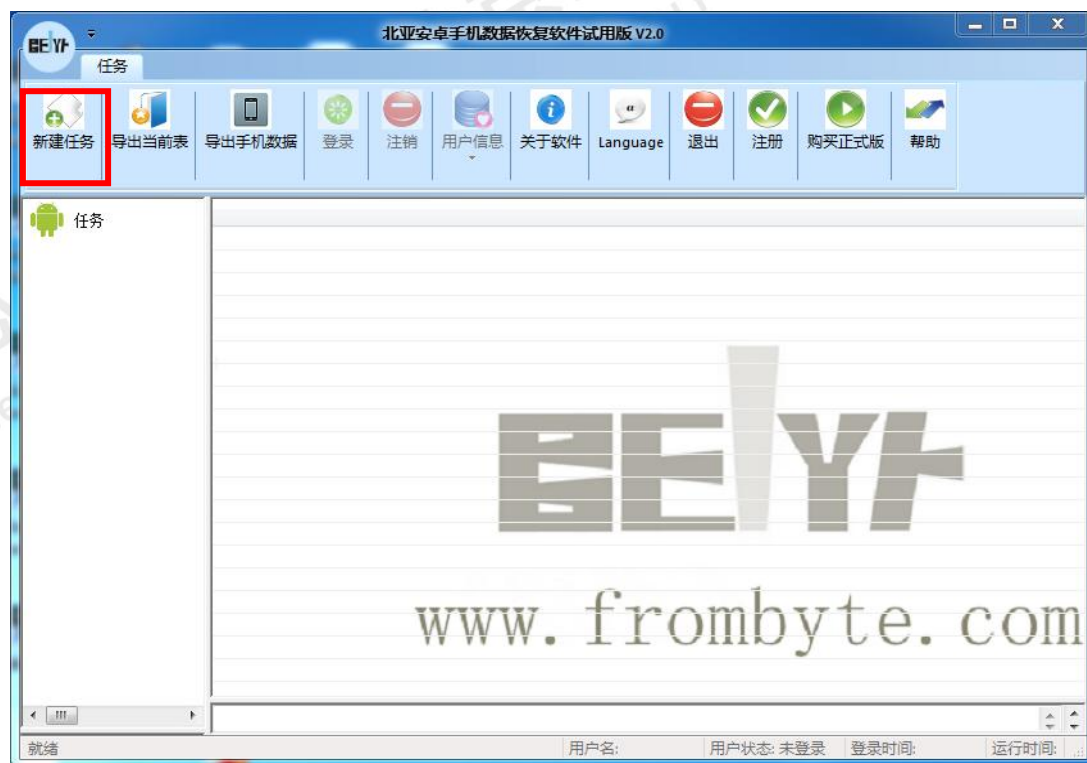 北亚安卓手机数据恢复软件试用版 V2.0
BEIYA
任务
新建任务 导出当前表 导出手机数据 登录 注销 用户信息 关于软件 Language 退出 注册 购买正式版 帮助
任务
BEIYA
www.frombyte.com
就绪 用户名: 用户状态: 未登录 登录时间: 运行时间: